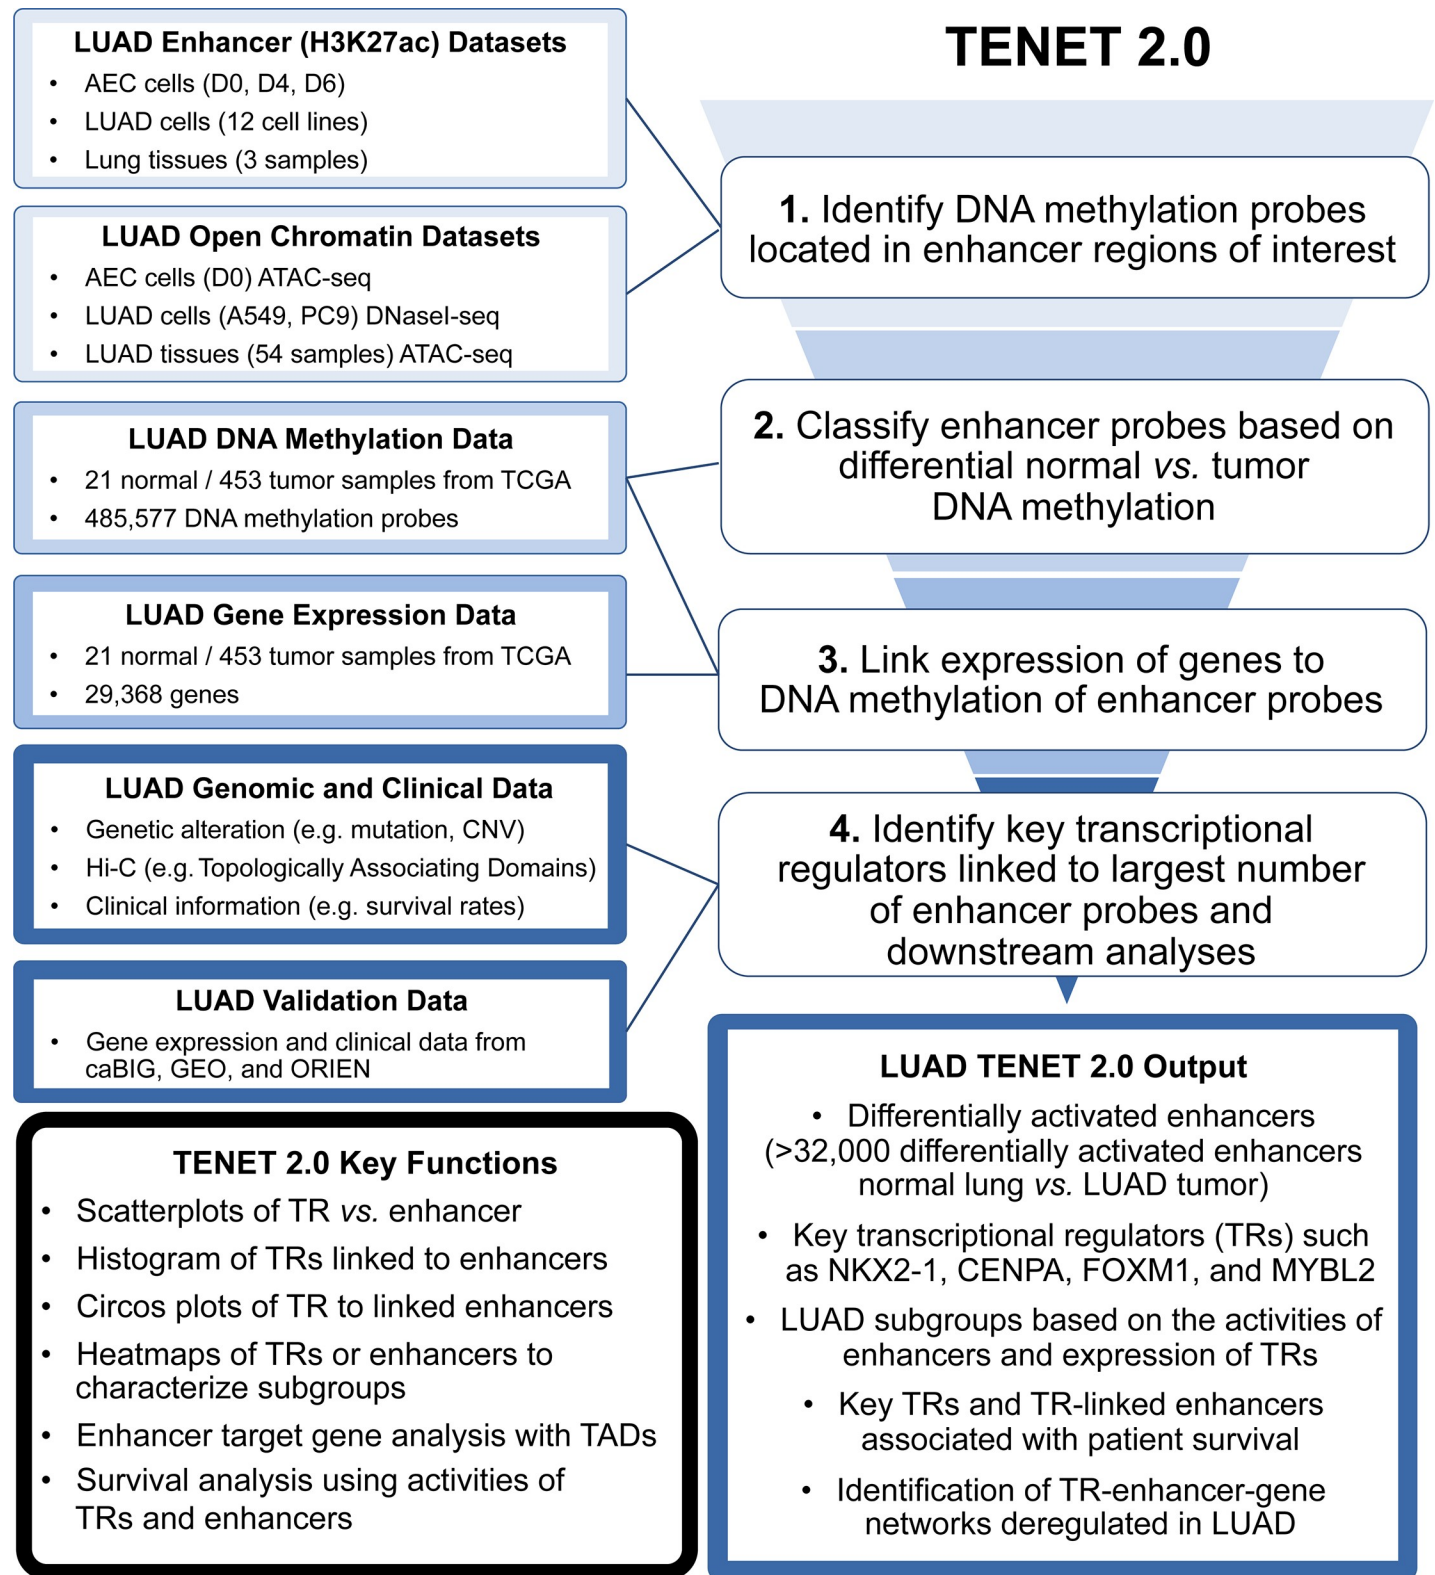 LUAD Enhancer (H3K27ac) Datasets
• AEC cells (D0, D4, D6)
• LUAD cells (12 cell lines)
• Lung tissues (3 samples)
LUAD Open Chromatin Datasets
• AEC cells (D0) ATAC-seq
• LUAD cells (A549, PC9) DNaseI-seq
• LUAD tissues (54 samples) ATAC-seq
LUAD DNA Methylation Data
• 21 normal / 453 tumor samples from TCGA
• 485,577 DNA methylation probes
LUAD Gene Expression Data
• 21 normal / 453 tumor samples from TCGA
• 29,368 genes
LUAD Genomic and Clinical Data
• Genetic alteration (e.g. mutation, CNV)
• Hi-C (e.g. Topologically Associating Domains)
• Clinical information (e.g. survival rates)
LUAD Validation Data
• Gene expression and clinical data from
caBIG, GEO, and ORIEN
TENET 2.0 Key Functions
• Scatterplots of TR vs. enhancer
• Histogram of TRs linked to enhancers
• Circos plots of TR to linked enhancers
• Heatmaps of TRs or enhancers to
characterize subgroups
• Enhancer target gene analysis with TADs
• Survival analysis using activities of
TRs and enhancers
TENET 2.0
1. Identify DNA methylation probes
located in enhancer regions of interest
2. Classify enhancer probes based on
differential normal vs. tumor
DNA methylation
3. Link expression of genes to
DNA methylation of enhancer probes
4. Identify key transcriptional
regulators linked to largest number
of enhancer probes and
downstream analyses
LUAD TENET 2.0 Output
• Differentially activated enhancers
(>32,000 differentially activated enhancers
normal lung vs. LUAD tumor)
• Key transcriptional regulators (TRs) such
as NKX2-1, CENPA, FOXM1, and MYBL2
• LUAD subgroups based on the activities of
enhancers and expression of TRs
• Key TRs and TR-linked enhancers
associated with patient survival
• Identification of TR-enhancer-gene
networks deregulated in LUAD